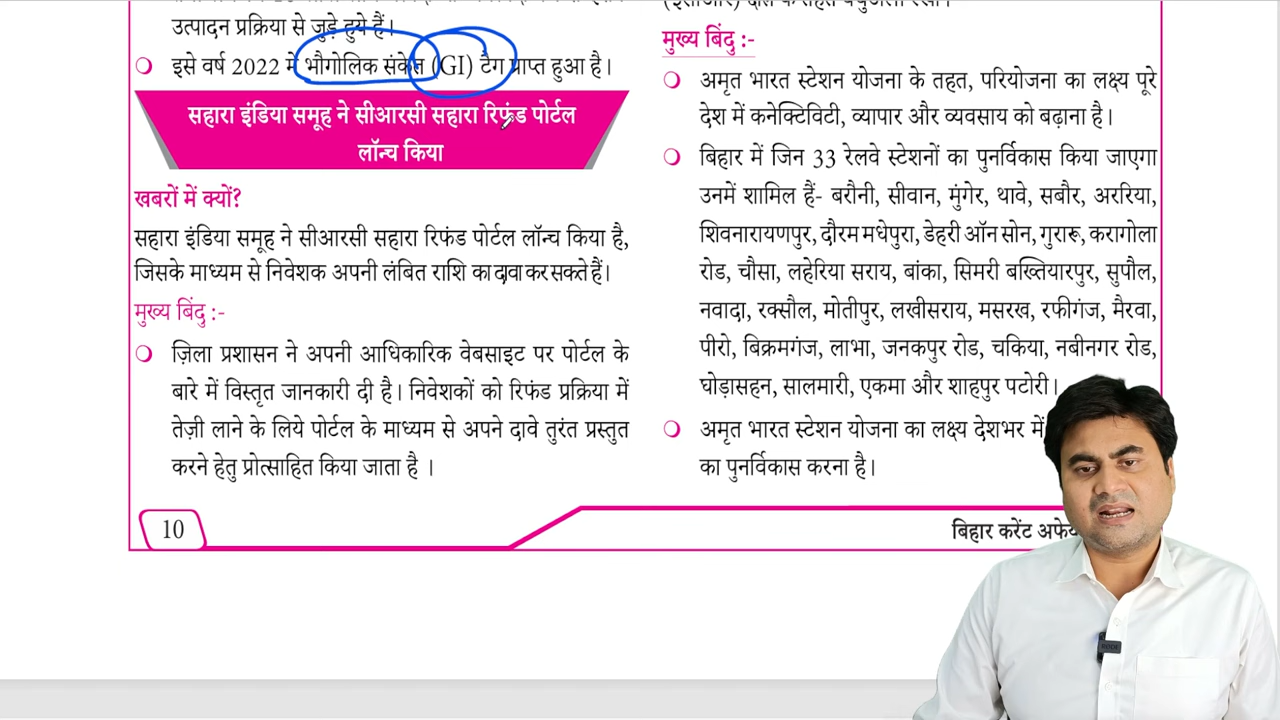 उत्पादन प्रक्रिया से जुड़े हुये हैं।
❍ इसे वर्ष 2022 में भौगोलिक संकेत (GI) टैग प्राप्त हुआ है।
सहारा इंडिया समूह ने सीआरसी सहारा रिफंड पोर्टल
लॉन्च किया
खबरों में क्यों?
सहारा इंडिया समूह ने सीआरसी सहारा रिफंड पोर्टल लॉन्च किया है,
जिसके माध्यम से निवेशक अपनी लंबित राशि का दावा कर सकते हैं।
मुख्य बिंदु :-
❍ ज़िला प्रशासन ने अपनी आधिकारिक वेबसाइट पर पोर्टल के
बारे में विस्तृत जानकारी दी है। निवेशकों को रिफंड प्रक्रिया में
तेज़ी लाने के लिये पोर्टल के माध्यम से अपने दावे तुरंत प्रस्तुत
करने हेतु प्रोत्साहित किया जाता है ।
10
मुख्य बिंदु :-
❍ अमृत भारत स्टेशन योजना के तहत, परियोजना का लक्ष्य पूरे
देश में कनेक्टिविटी, व्यापार और व्यवसाय को बढ़ाना है।
❍ बिहार में जिन 33 रेलवे स्टेशनों का पुनर्विकास किया जाएगा
उनमें शामिल हैं- बरौनी, सीवान, मुंगेर, थावे, सबौर, अररिया,
शिवनारायणपुर, दौरम मधेपुरा, डेहरी ऑन सोन, गुरारू, करागोला
रोड, चौसा, लहेरिया सराय, बांका, सिमरी बख्तियारपुर, सुपौल,
नवादा, रक्सौल, मोतीपुर, लखीसराय, मसरख, रफीगंज, मैरवा,
पीरो, बिक्रमगंज, लाभा, जनकपुर रोड, चकिया, नबीनगर रोड,
घोड़ासहन, सालमारी, एकमा और शाहपुर पटोरी।
❍ अमृत भारत स्टेशन योजना का लक्ष्य देशभर में
का पुनर्विकास करना है।
बिहार करेंट
RODE